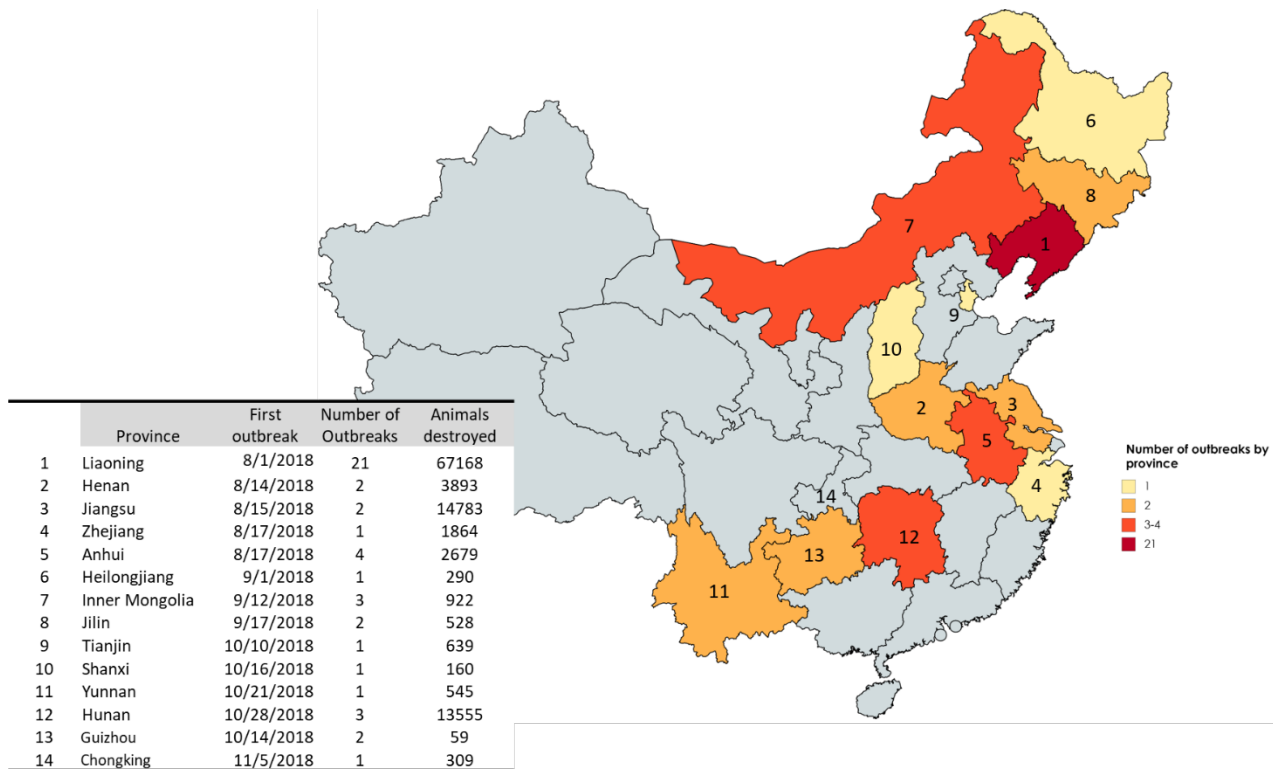 6
8
7
1
9
10
2
3
5
4
14
12
13
11
Number of outbreaks by
province
1
2
3-4
21
Province First outbreak Number of Outbreaks Animals destroyed
1 Liaoning 8/1/2018 21 67168
2 Henan 8/14/2018 2 3893
3 Jiangsu 8/15/2018 2 14783
4 Zhejiang 8/17/2018 1 1864
5 Anhui 8/17/2018 4 2679
6 Heilongjiang 9/1/2018 1 290
7 Inner Mongolia 9/12/2018 3 922
8 Jilin 9/17/2018 2 528
9 Tianjin 10/10/2018 1 639
10 Shanxi 10/16/2018 1 160
11 Yunnan 10/21/2018 1 545
12 Hunan 10/28/2018 3 13555
13 Guizhou 10/14/2018 2 59
14 Chongking 11/5/2018 1 309